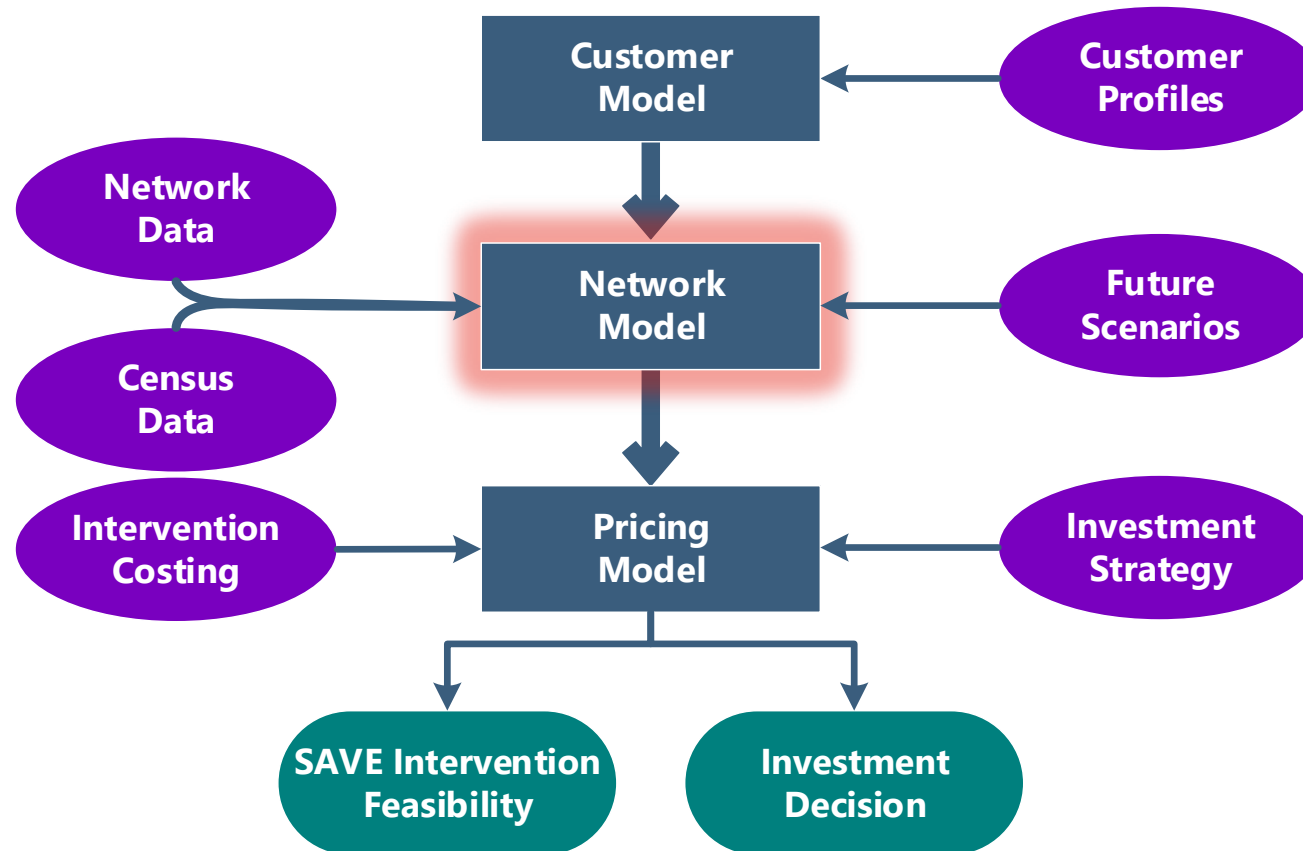 Customer
Model
Customer
Profiles
Network
Data
Network
Model
Future
Scenarios
Census
Data
Intervention
Costing
Pricing
Model
Investment
Strategy
SAVE Intervention
Feasibility
Investment
Decision